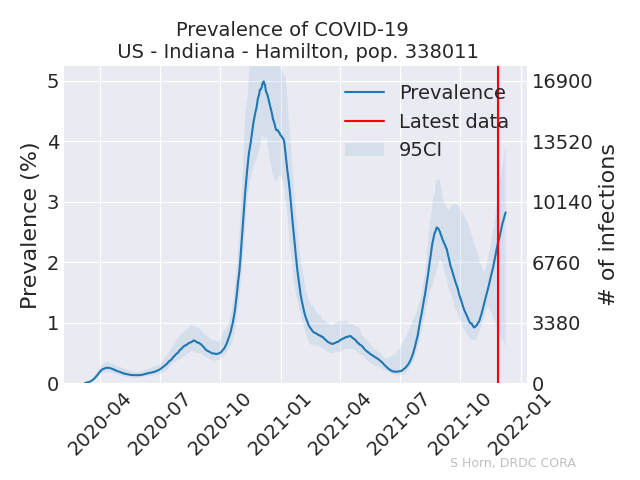 Prevalence of COVID-19
US - Indiana - Hamilton, pop. 338011
Prevalence
Latest data
95CI
Prevalence (%)
5
4
3
2
1
0
# of infections
16900
13520
10140
6760
3380
0
2020-04
2020-07
2020-10
2021-01
2021-04
2021-07
2021-10
2022-01
S Horn, DRDC CORA